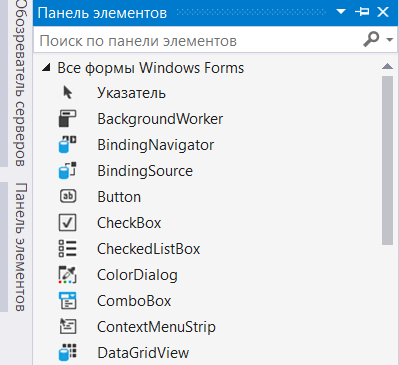 Обозреватель серверов
Панель элементов
Панель элементов
Поиск по панели элементов
Все формы Windows Forms
Указатель
BackgroundWorker
BindingNavigator
BindingSource
ab Button
CheckBox
CheckedListBox
ColorDialog
ComboBox
ContextMenuStrip
DataGridView